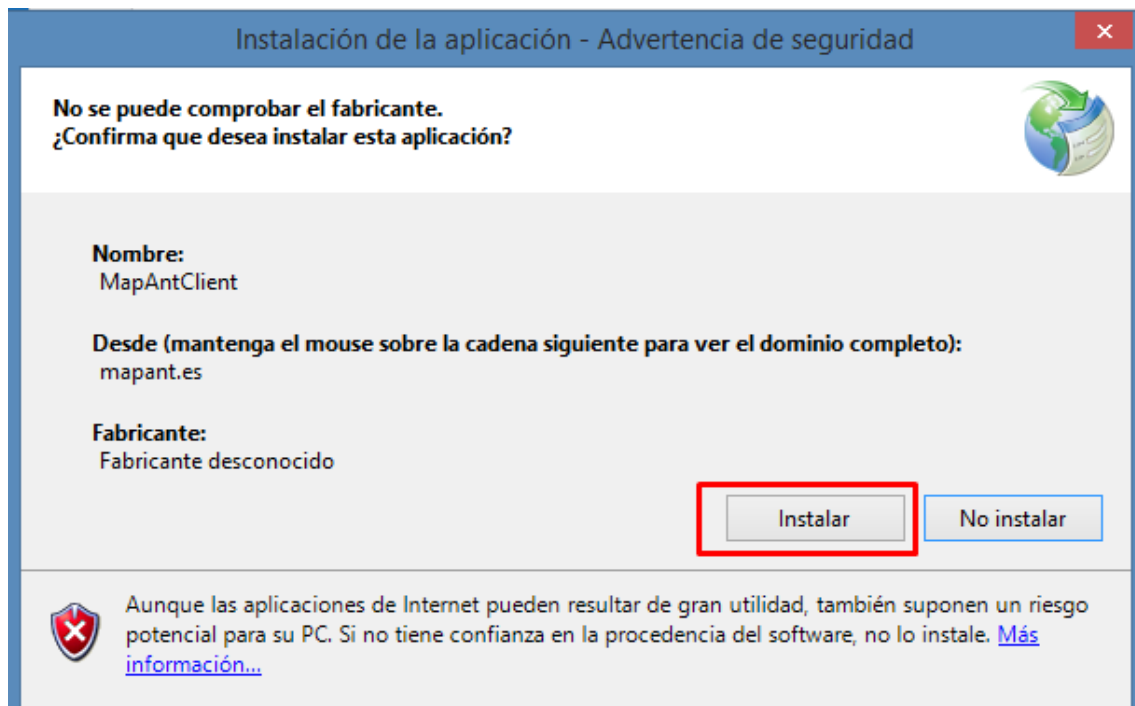 Instalación de la aplicación - Advertencia de seguridad
No se puede comprobar el fabricante.
¿Confirma que desea instalar esta aplicación?
Nombre:
MapAntClient
Desde (mantenga el mouse sobre la cadena siguiente para ver el dominio completo):
mapant.es
Fabricante:
Fabricante desconocido
Instalar
No instalar
Aunque las aplicaciones de Internet pueden resultar de gran utilidad, también suponen un riesgo
potencial para su PC. Si no tiene confianza en la procedencia del software, no lo instale. Más
información...